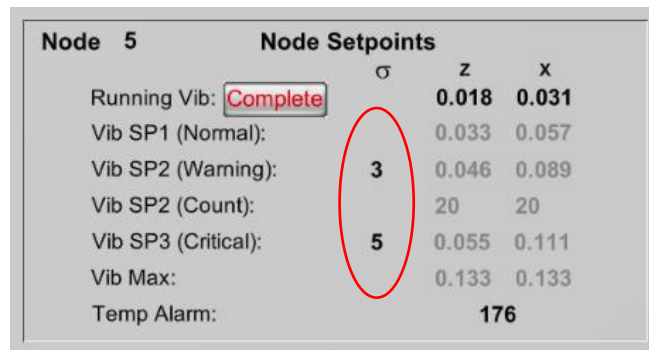 Node 5 Node Setpoints
σ z x
Running Vib: Complete 0.018 0.031
Vib SP1 (Normal): 0.033 0.057
Vib SP2 (Warning): 3 0.046 0.089
Vib SP2 (Count): 20 20
Vib SP3 (Critical): 5 0.055 0.111
Vib Max: 0.133 0.133
Temp Alarm: 176